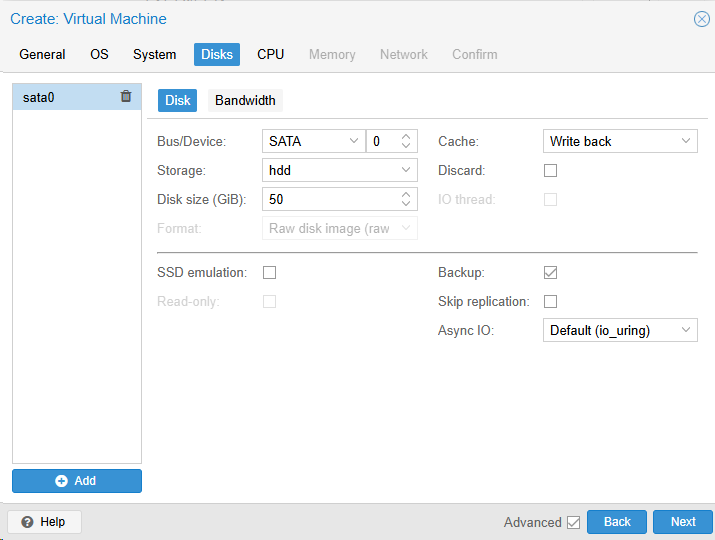 Create: Virtual Machine
General OS System Disks CPU Memory Network Confirm
sata0
Disk Bandwidth
Bus/Device: SATA 0 Cache: Write back
Storage: hdd Discard:
Disk size (GiB): 50 IO thread:
Format: Raw disk image (raw
SSD emulation: Backup:
Read-only: Skip replication:
Async IO: Default (io_uring)
Add
Help Advanced Back Next